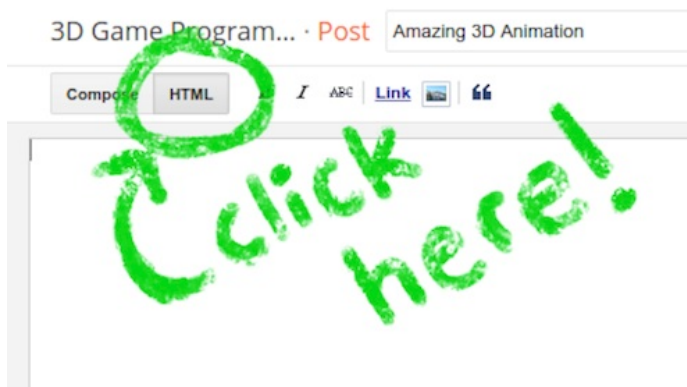 3D Game Program... · Post Amazing 3D Animation
Compose HTML I ABC Link
click
here!